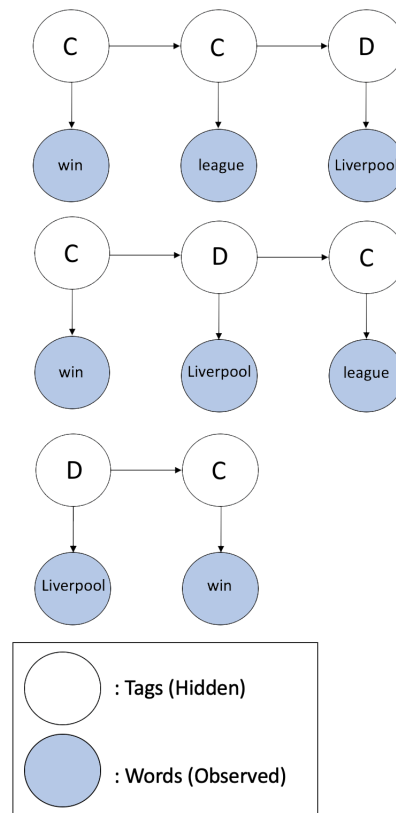 C C D
win league Liverpool
C D C
win Liverpool league
D C
Liverpool win
: Tags (Hidden)
: Words (Observed)